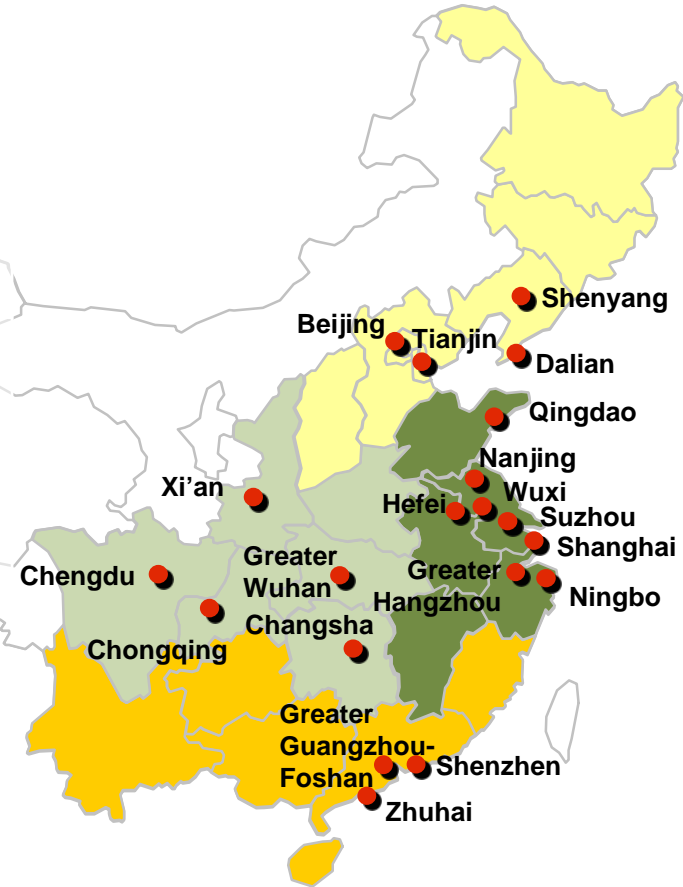 Shenyang
Beijing
Tianjin
Dalian
Qingdao
Nanjing
Xi’an
Hefei
Wuxi
Suzhou
Shanghai
Chengdu
Greater
Wuhan
Greater
Hangzhou
Ningbo
Chongqing
Changsha
Greater
Guangzhou-
Foshan
Shenzhen
Zhuhai